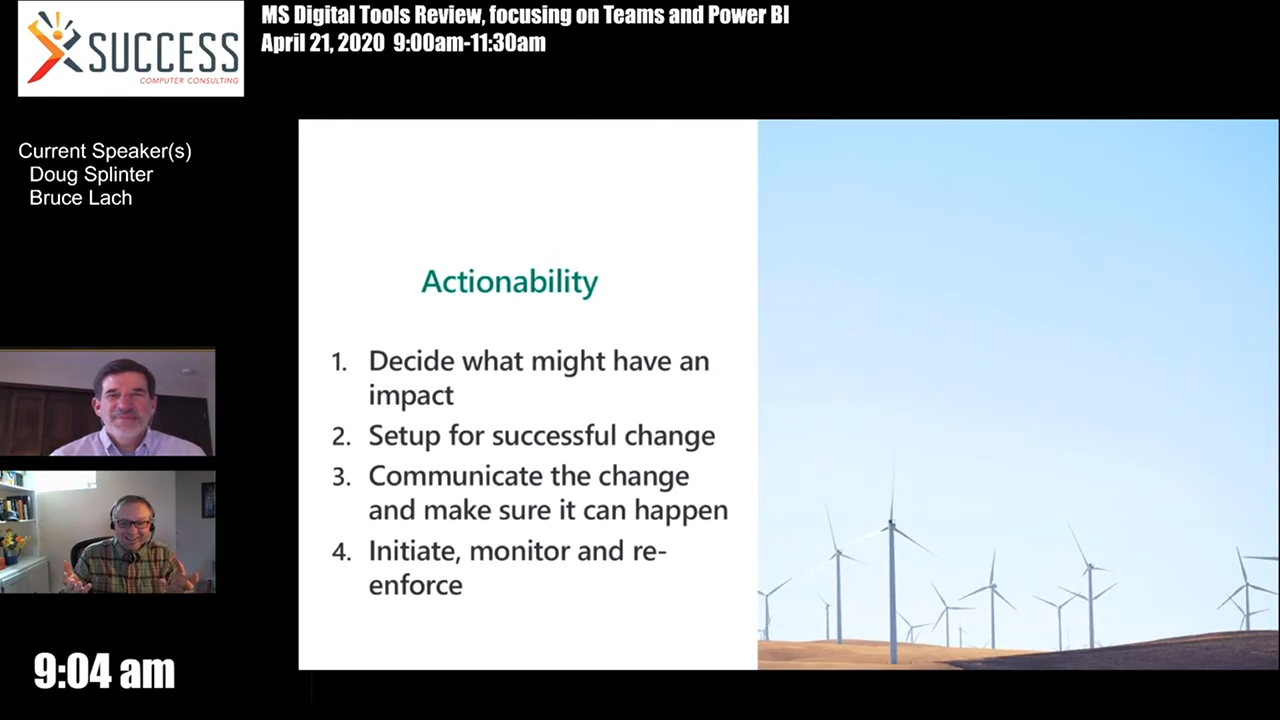 SUCCESS
COMPUTER CONSULTING
MS Digital Tools Review, focusing on Teams and Power BI
April 21, 2020 9:00am-11:30am
Current Speaker(s)
Doug Splinter
Bruce Lach
Actionability
1. Decide what might have an
impact
2. Setup for successful change
3. Communicate the change
and make sure it can happen
4. Initiate, monitor and re-
enforce
9:04 am